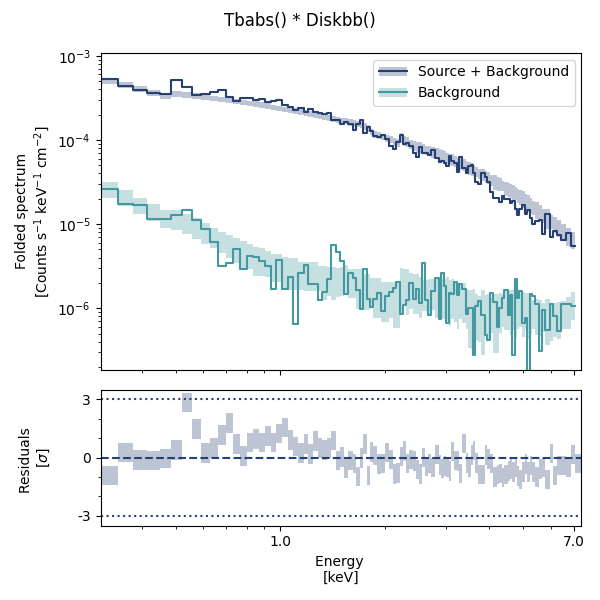 Tbabs() * Diskbb()
Folded spectrum
[Counts s⁻¹ keV⁻¹ cm⁻²]
10⁻³
10⁻⁴
10⁻⁵
10⁻⁶
Source + Background
Background
Residuals
[σ]
3
0
-3
1.0
7.0
Energy
[keV]